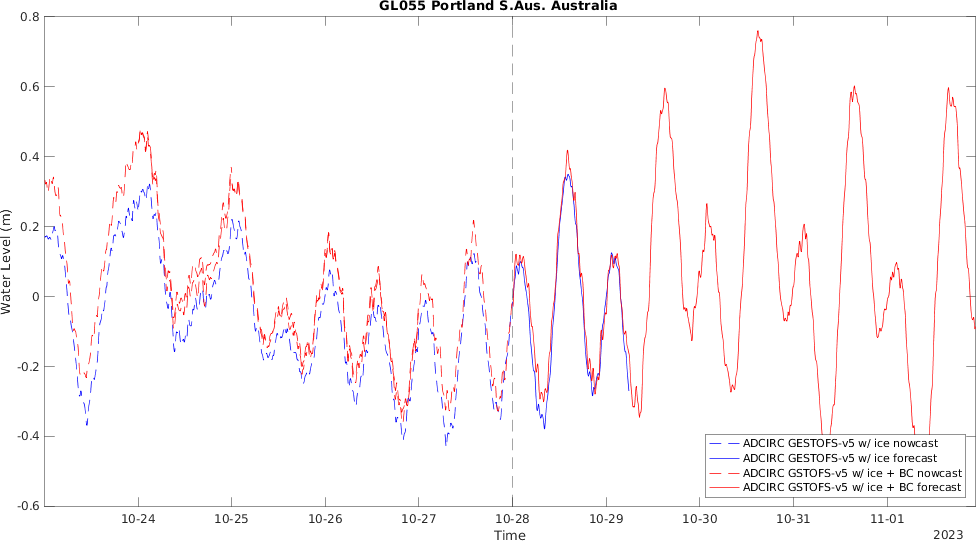 GL055 Portland S.Aus. Australia
0.8
0.6
0.4
0.2
0
-0.2
-0.4
-0.6
Water Level (m)
10-24
10-25
10-26
10-27
10-28
10-29
10-30
10-31
11-01
Time
2023
ADCIRC GESTOFS-v5 w/ ice nowcast
ADCIRC GESTOFS-v5 w/ ice forecast
ADCIRC GSTOFS-v5 w/ ice + BC nowcast
ADCIRC GSTOFS-v5 w/ ice + BC forecast